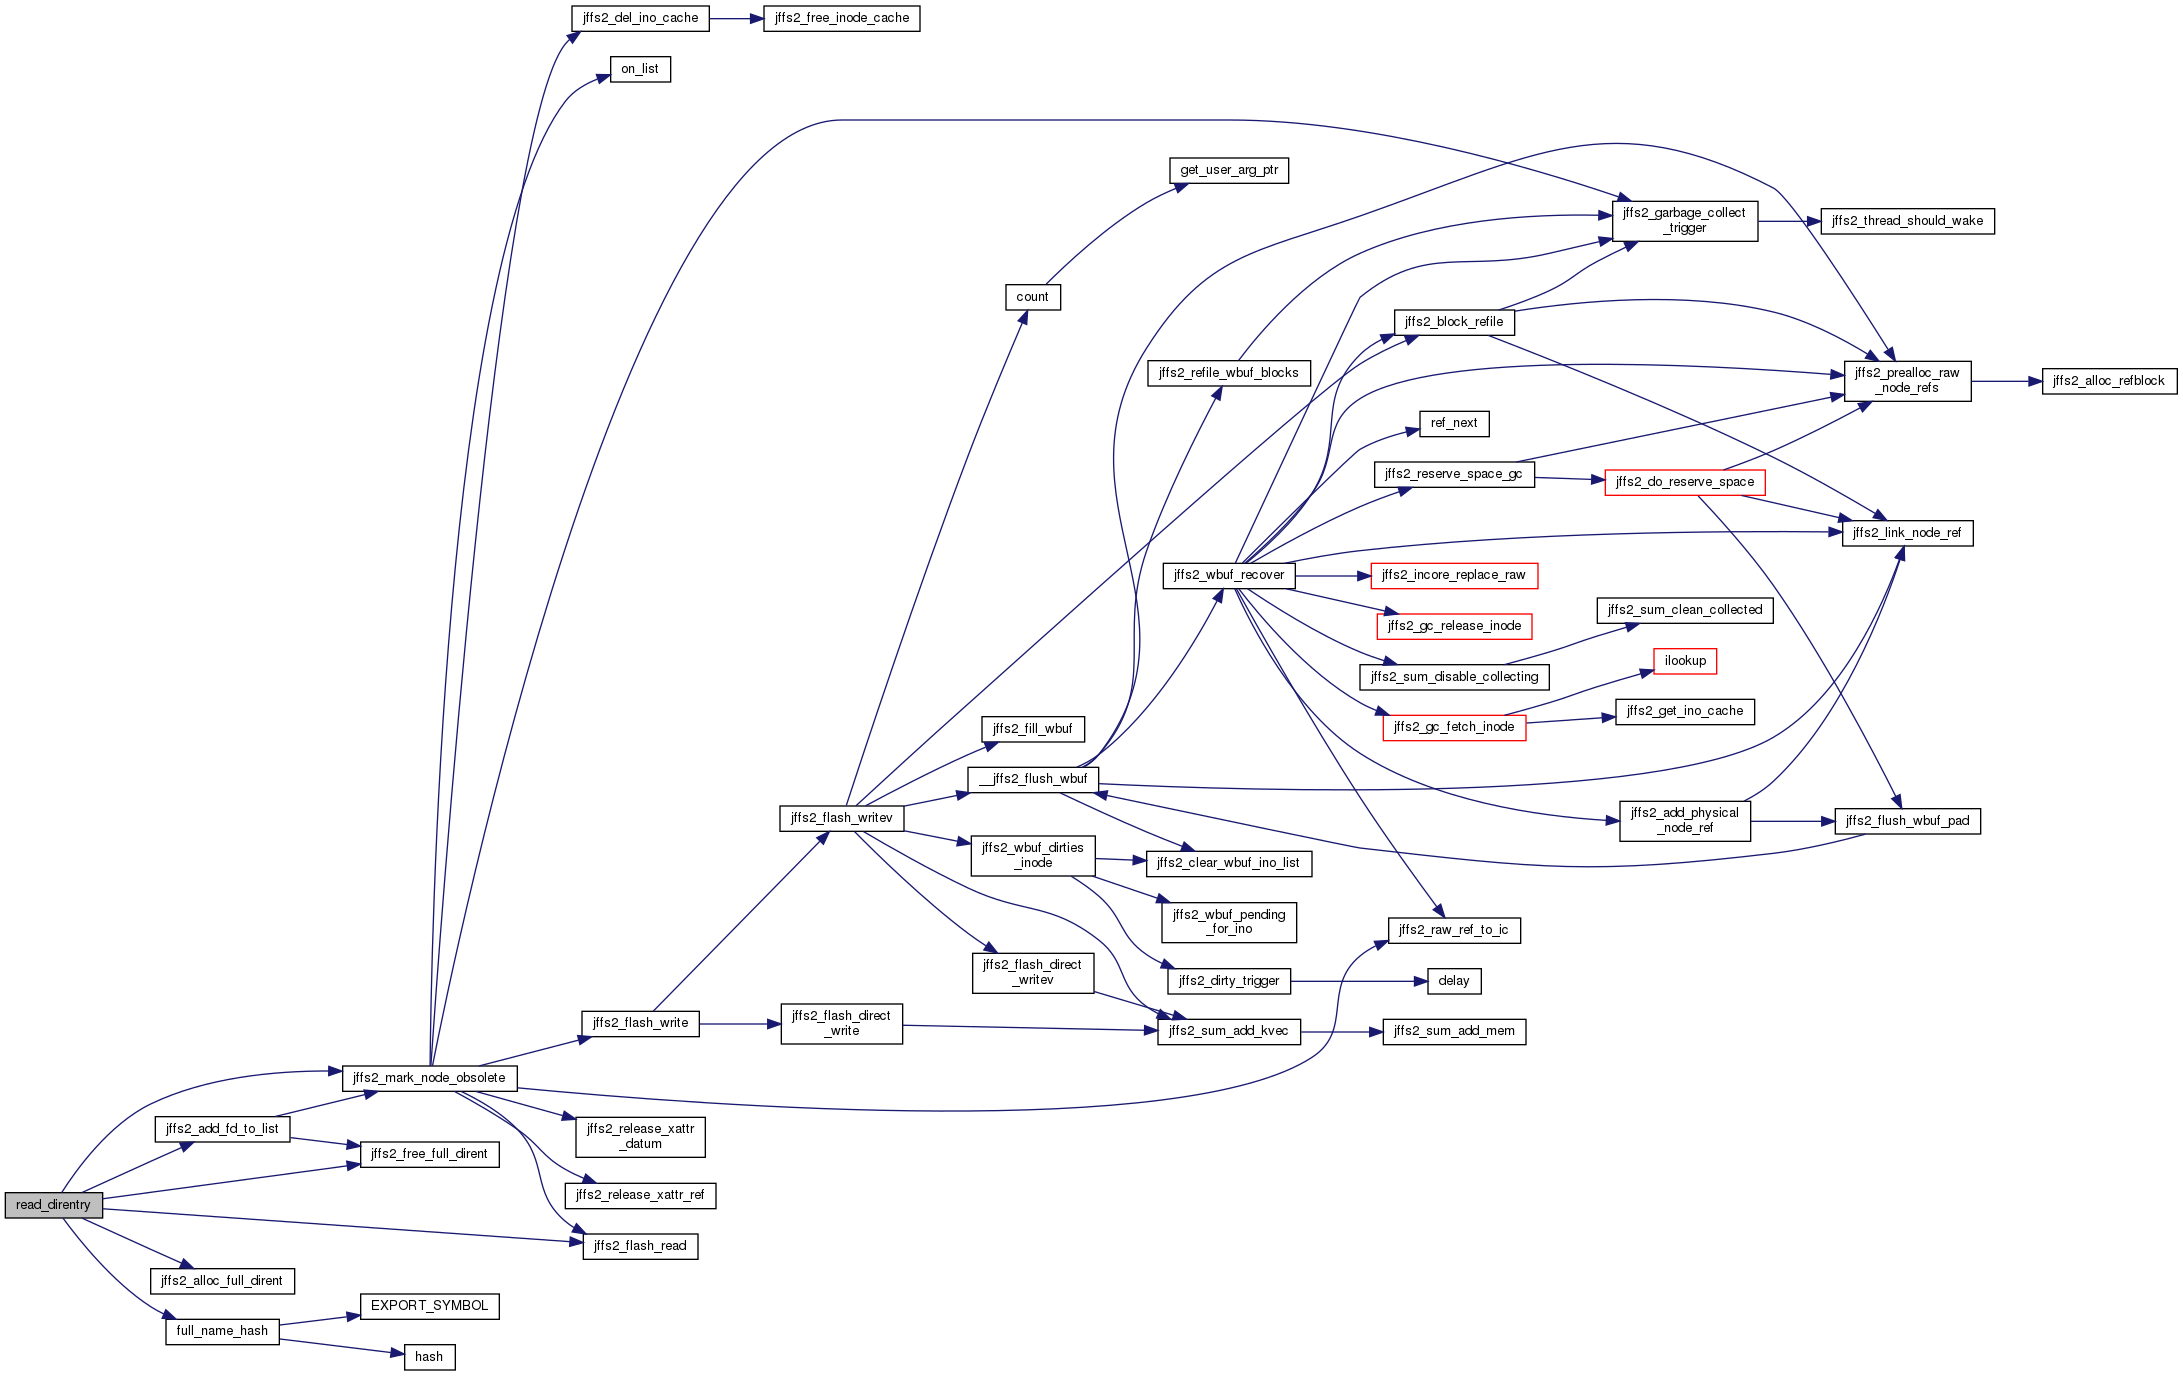 jffs2_del_ino_cache
jffs2_free_inode_cache
on_list
get_user_arg_ptr
jffs2_garbage_collect
_trigger
jffs2_thread_should_wake
count
jffs2_block_refile
jffs2_refile_wbuf_blocks
jffs2_prealloc_raw
_node_refs
jffs2_alloc_refblock
ref_next
jffs2_reserve_space_gc
jffs2_do_reserve_space
jffs2_link_node_ref
jffs2_wbuf_recover
jffs2_incore_replace_raw
jffs2_gc_release_inode
jffs2_sum_clean_collected
jffs2_sum_disable_collecting
ilookup
jffs2_gc_fetch_inode
jffs2_get_ino_cache
jffs2_fill_wbuf
__jffs2_flush_wbuf
jffs2_flash_writev
jffs2_add_physical
_node_ref
jffs2_flush_wbuf_pad
jffs2_wbuf_dirties
_inode
jffs2_clear_wbuf_ino_list
jffs2_wbuf_pending
_for_ino
jffs2_raw_ref_to_ic
jffs2_flash_direct
_writev
jffs2_dirty_trigger
delay
jffs2_flash_write
jffs2_flash_direct
_write
jffs2_sum_add_kvec
jffs2_sum_add_mem
jffs2_mark_node_obsolete
jffs2_add_fd_to_list
jffs2_release_xattr
_datum
jffs2_free_full_dirent
jffs2_release_xattr_ref
read_direntry
jffs2_flash_read
jffs2_alloc_full_dirent
EXPORT_SYMBOL
full_name_hash
hash